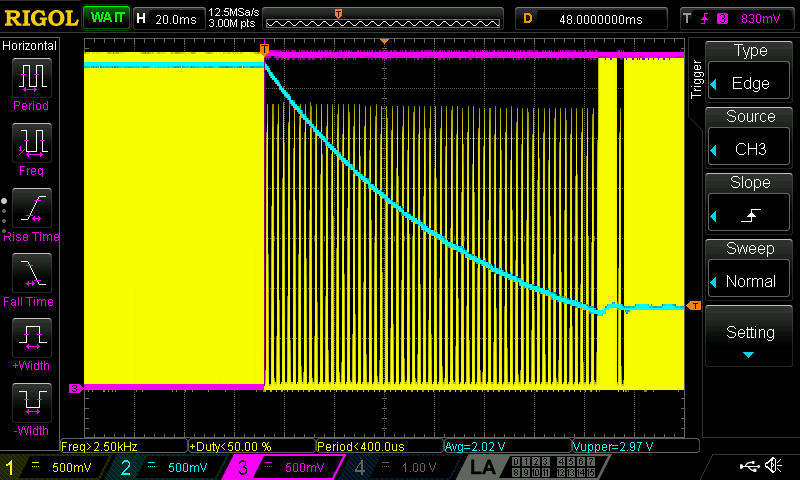 RIGOL WAIT H 20.0ms 12.5MSa/s 3.00M pts D 48.0000000ms T 3 830mV
Horizontal
Period
Freq
Rise Time
Fall Time
+Width
-Width
T
T
3
Trigger
Type
Edge
Source
CH3
Slope
Sweep
Normal
Setting
Freq>2.50kHz +Duty<50.00 % Period<400.0us Avg=2.02 V Vupper=2.97 V
1 500mV 2 500mV 3 500mV 4 1.00 V LA 0 1 2 3 4 5 6 7
8 9 10 11 12 13 14 15